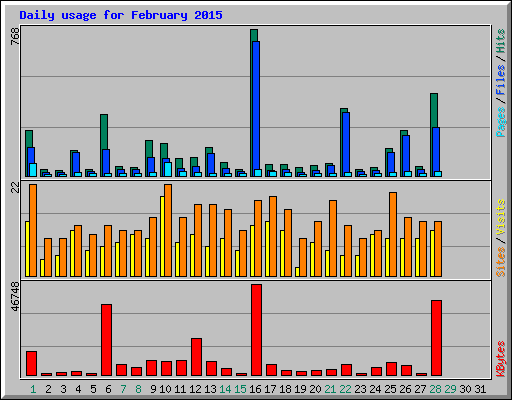 Daily usage for February 2015
768
Pages / Files / Hits
22
Sites / Visits
46748
KBytes
1 2 3 4 5 6 7 8 9 10 11 12 13 14 15 16 17 18 19 20 21 22 23 24 25 26 27 28 29 30 31